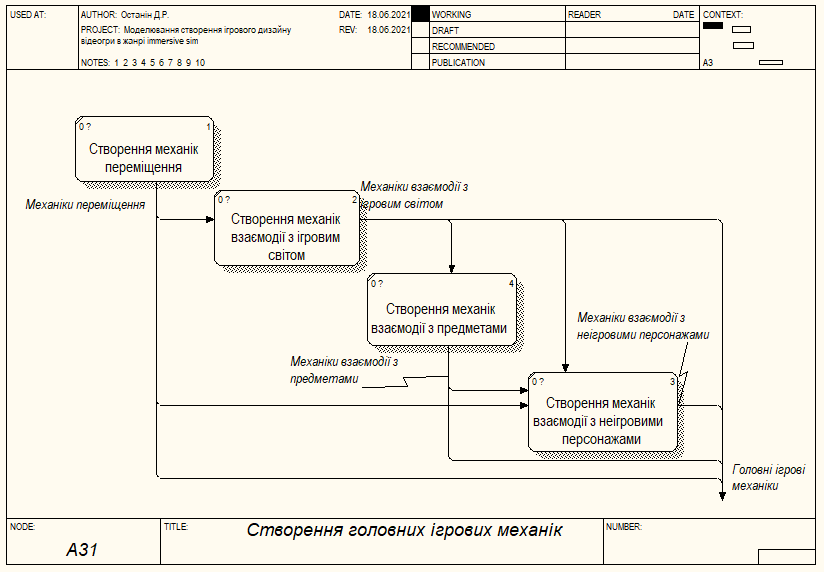 USED AT:
AUTHOR: Останін Д.Р.
DATE: 18.06.2021
PROJECT: Моделювання створення ігрового дизайну
відеогри в жанрі immersive sim
REV: 18.06.2021
NOTES: 1 2 3 4 5 6 7 8 9 10
WORKING
DRAFT
RECOMMENDED
PUBLICATION
READER DATE
CONTEXT:
A3
0 ? 1
Створення механік
переміщення
Механіки переміщення
0 ? 2
Створення механік
взаємодії з ігровим
світом
Механіки взаємодії з
ігровим світом
0 ? 4
Створення механік
взаємодії з предметами
Механіки взаємодії з
неігровими персонажами
Механіки взаємодії з
предметами
0 ? 3
Створення механік
взаємодії з неігровими
персонажами
Головні ігрові
механіки
NODE:
A31
TITLE:
Створення головних ігрових механік
NUMBER: